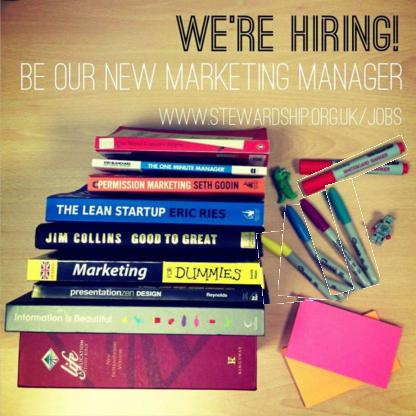 WE'RE HIRING!
BE OUR NEW MARKETING MANAGER
WWW.STEWARDSHIP.ORG.UK/JOBS
THE ONE MINUTE MANAGER
PERMISSION MARKETING SETH GODIN
THE LEAN STARTUP ERIC RIES
JIM COLLINS GOOD TO GREAT
Marketing FOR DUMMIES
presentationzen DESIGN Reynolds
Information is Beautiful
life